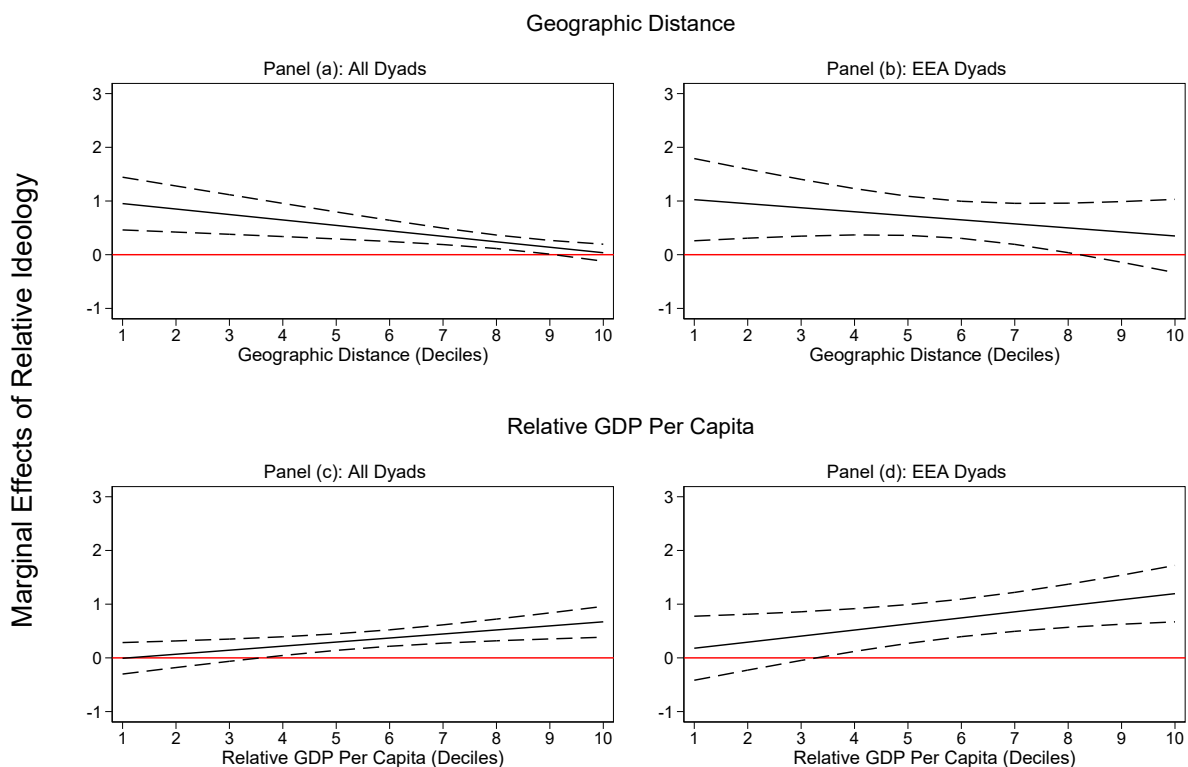 Geographic Distance
Panel (a): All Dyads
3
2
1
0
-1
1 2 3 4 5 6 7 8 9 10
Geographic Distance (Deciles)
Panel (b): EEA Dyads
3
2
1
0
-1
1 2 3 4 5 6 7 8 9 10
Geographic Distance (Deciles)
Marginal Effects of Relative Ideology
Relative GDP Per Capita
Panel (c): All Dyads
3
2
1
0
-1
1 2 3 4 5 6 7 8 9 10
Relative GDP Per Capita (Deciles)
Panel (d): EEA Dyads
3
2
1
0
-1
1 2 3 4 5 6 7 8 9 10
Relative GDP Per Capita (Deciles)